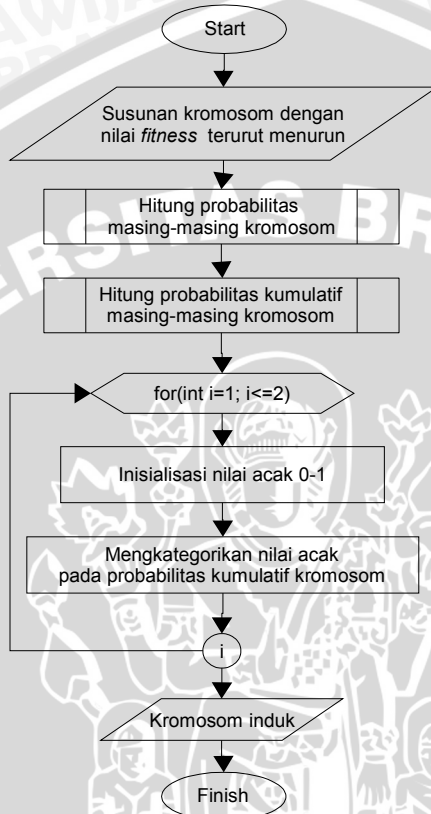 Start
Susunan kromosom dengan
nilai fitness terurut menurun
Hitung probabilitas
masing-masing kromosom
Hitung probabilitas kumulatif
masing-masing kromosom
for(int i=1; i<=2)
Inisialisasi nilai acak 0-1
Mengkategorikan nilai acak
pada probabilitas kumulatif kromosom
i
Kromosom induk
Finish